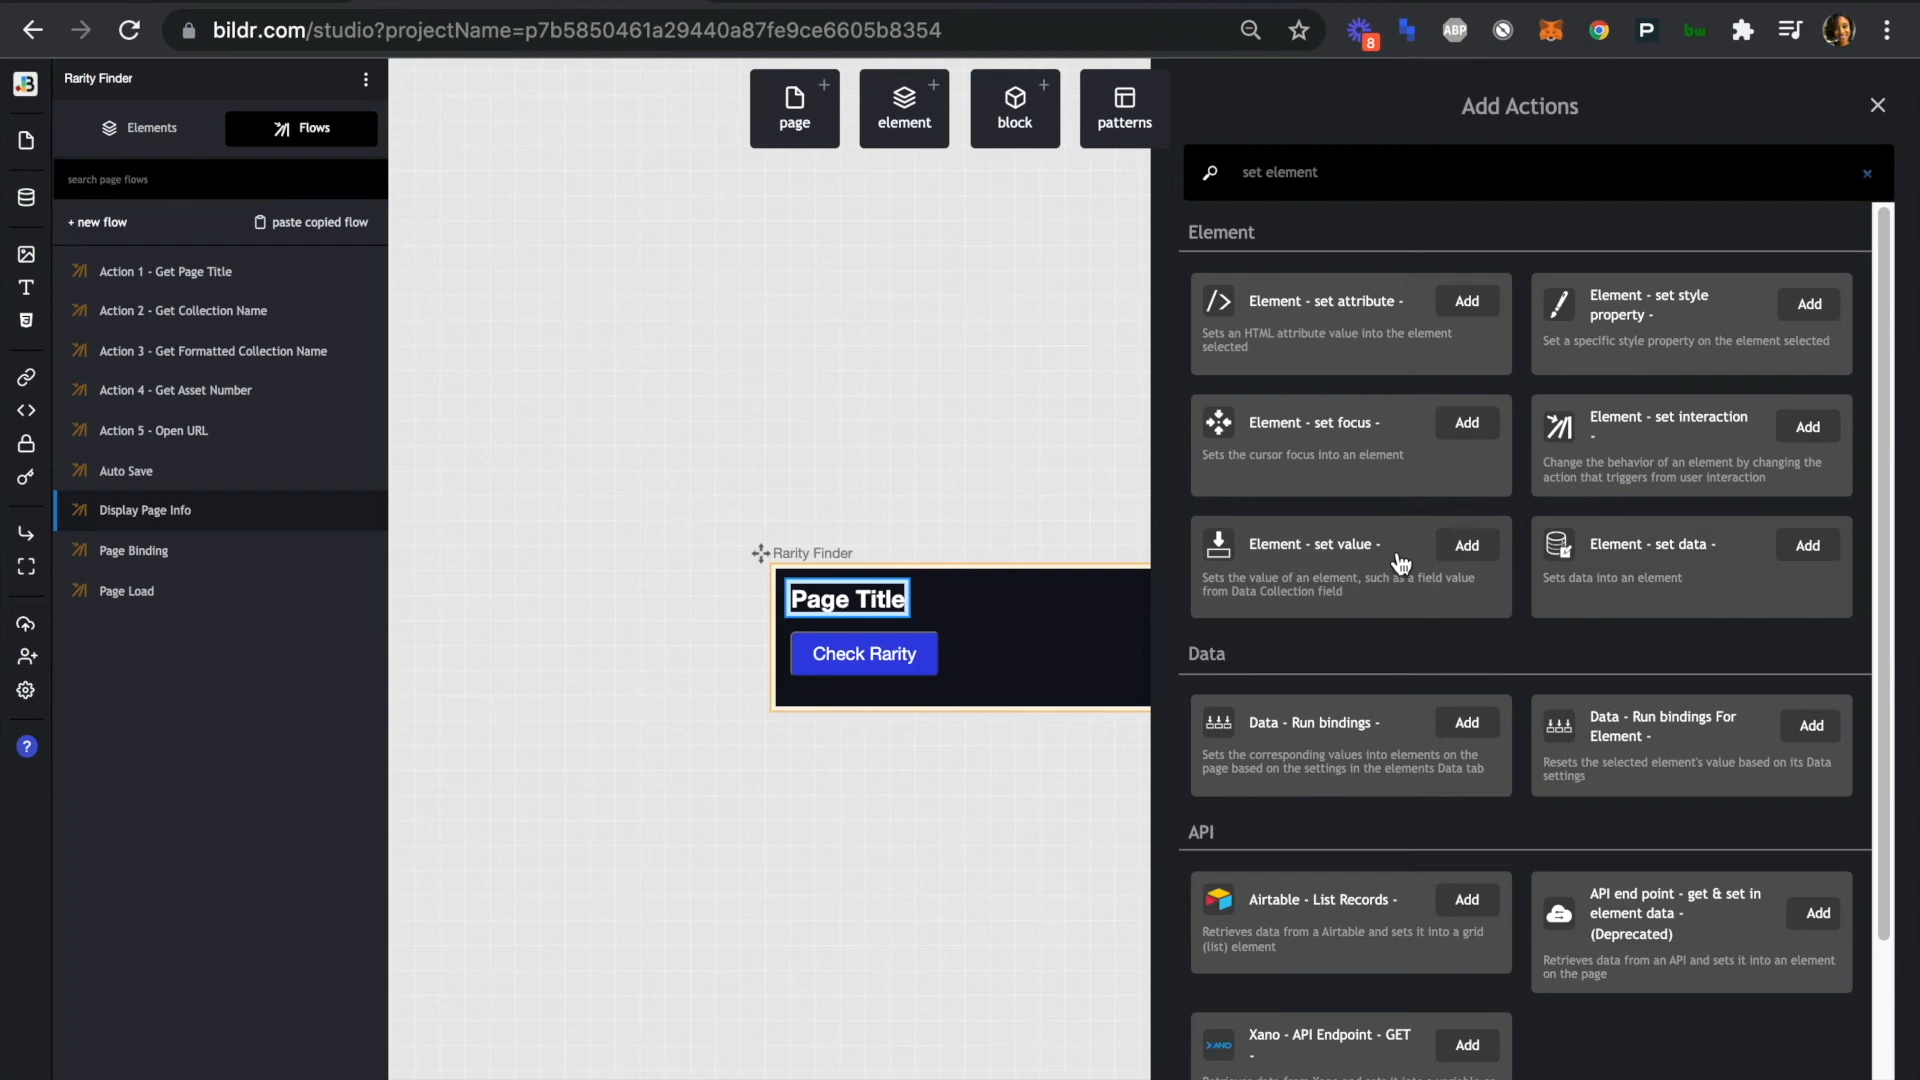 bildr.com/studio?projectName=p7b5850461a29440a87fe9ce6605b8354
8
ABP
P
bw
B
Rarity Finder
Elements
Flows
search page flows
+ new flow
paste copied flow
Action 1 - Get Page Title
Action 2 - Get Collection Name
Action 3 - Get Formatted Collection Name
Action 4 - Get Asset Number
Action 5 - Open URL
Auto Save
Display Page Info
Page Binding
Page Load
T
?
page
element
block
patterns
Rarity Finder
Page Title
Check Rarity
Add Actions
set element
Element
Element - set attribute -
Add
Sets an HTML attribute value into the element
selected
Element - set style
property -
Add
Set a specific style property on the element selected
Element - set focus -
Add
Sets the cursor focus into an element
Element - set interaction
-
Add
Change the behavior of an element by changing the
action that triggers from user interaction
Element - set value -
Add
Sets the value of an element, such as a field value
from Data Collection field
Element - set data -
Add
Sets data into an element
Data
Data - Run bindings -
Add
Sets the corresponding values into elements on the
page based on the settings in the elements Data tab
Data - Run bindings For
Element -
Add
Resets the selected element's value based on its Data
settings
API
Airtable - List Records -
Add
Retrieves data from a Airtable and sets it into a grid
(list) element
API end point - get & set in
element data -
(Deprecated)
Add
Retrieves data from an API and sets it into an element
on the page
XANO
Xano - API Endpoint - GET
-
Add